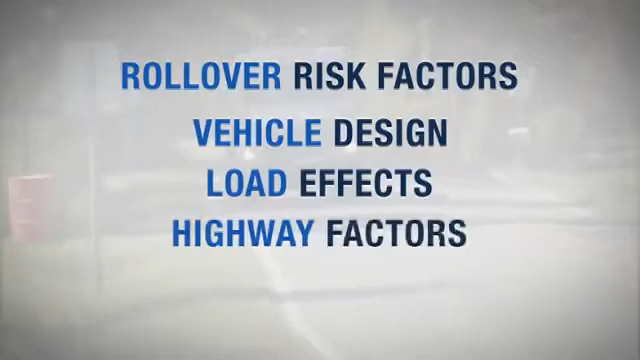 ROLLOVER RISK FACTORS
VEHICLE DESIGN
LOAD EFFECTS
HIGHWAY FACTORS